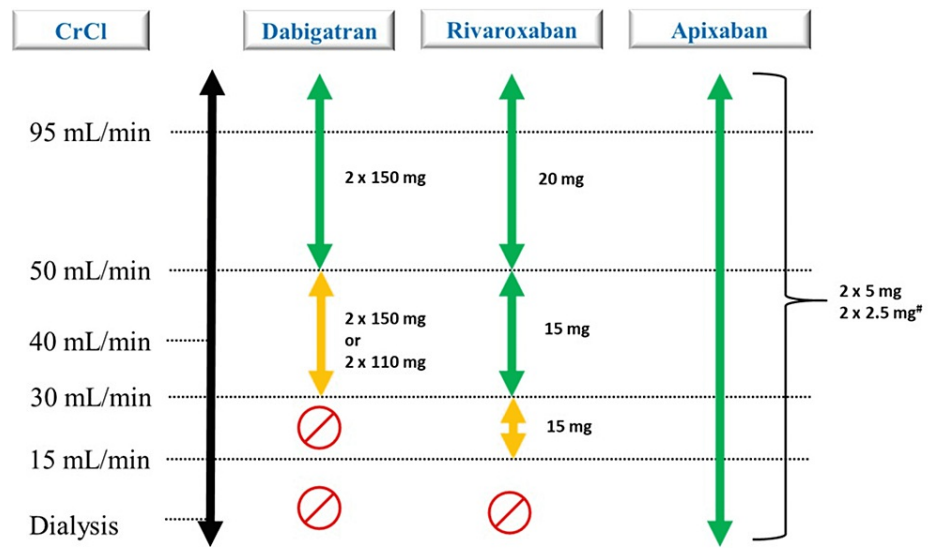 CrCl
Dabigatran
Rivaroxaban
Apixaban
95 mL/min
2 x 150 mg
20 mg
50 mL/min
2 x 5 mg
2 x 2.5 mg#
2 x 150 mg
or
2 x 110 mg
15 mg
40 mL/min
30 mL/min
15 mg
15 mL/min
Dialysis